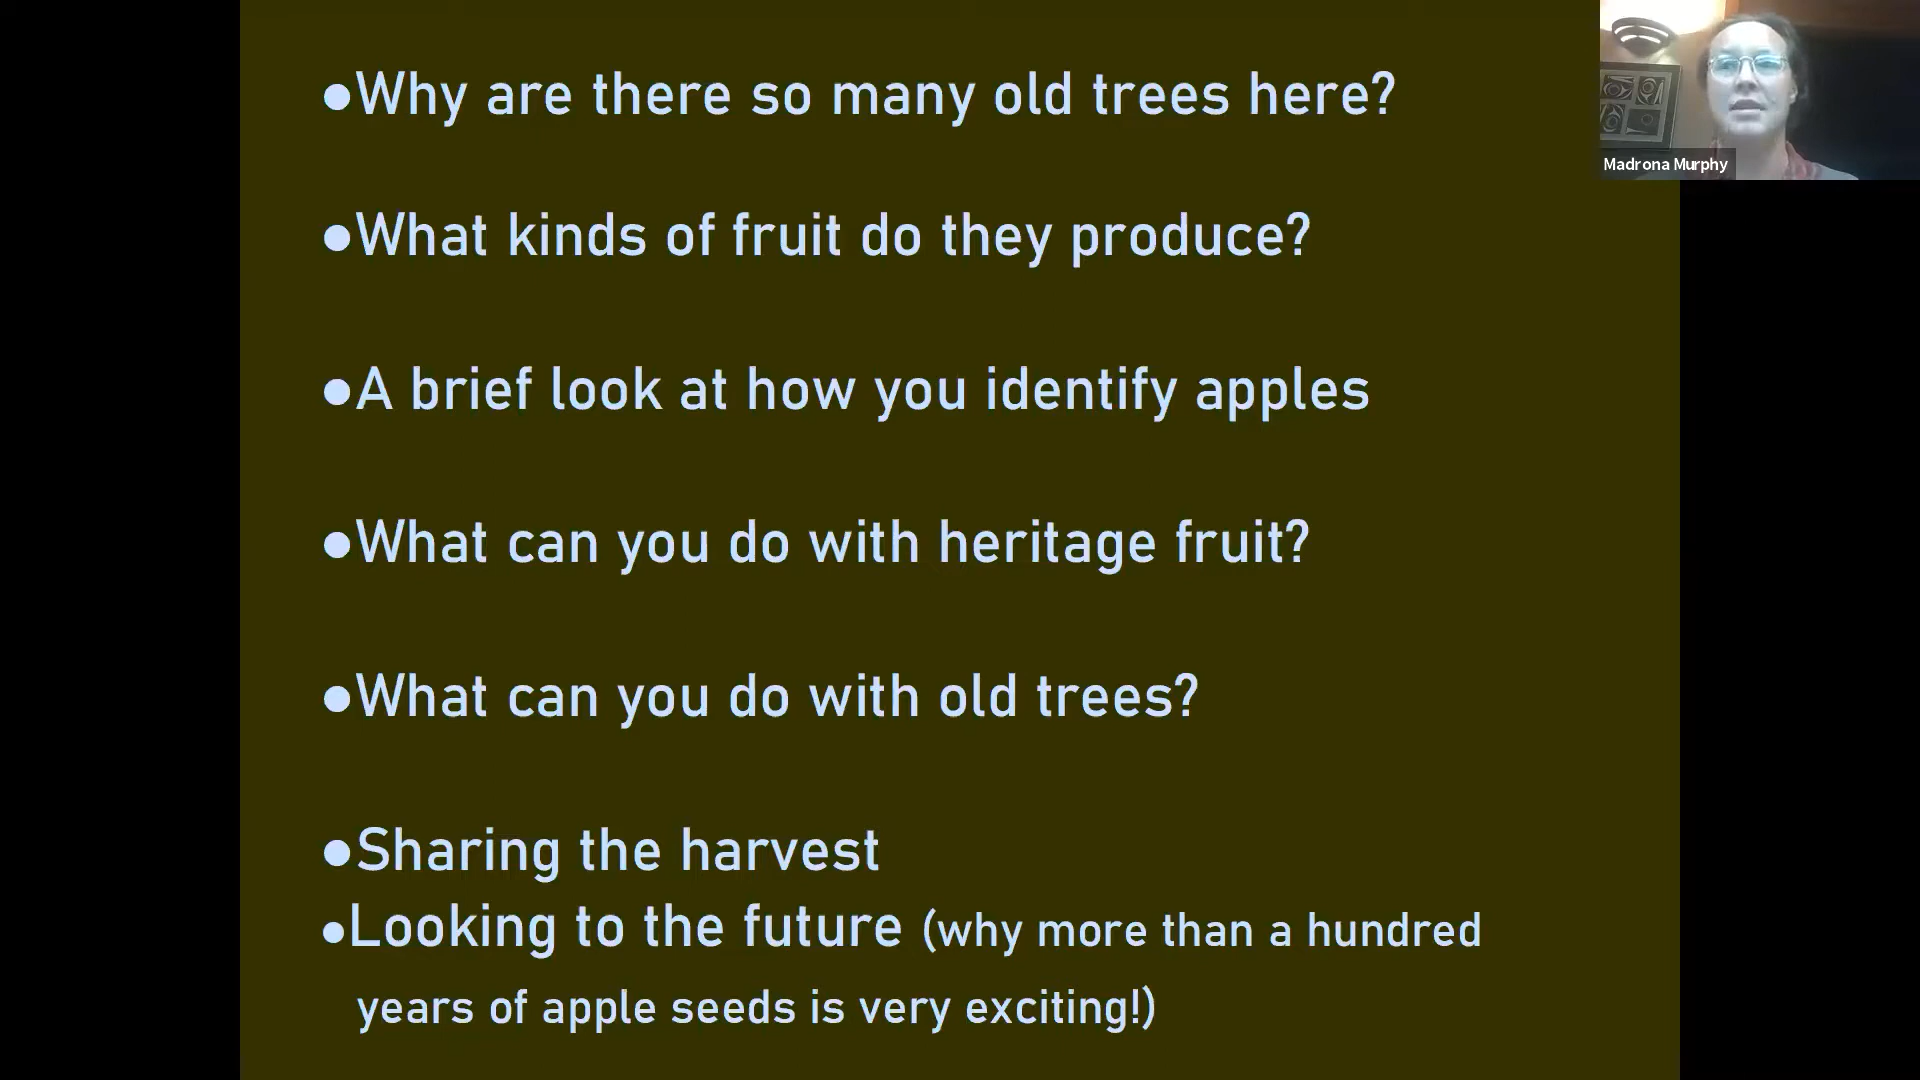 ●Why are there so many old trees here?
●What kinds of fruit do they produce?
●A brief look at how you identify apples
●What can you do with heritage fruit?
●What can you do with old trees?
●Sharing the harvest
●Looking to the future (why more than a hundred
years of apple seeds is very exciting!)
Madrona Murphy